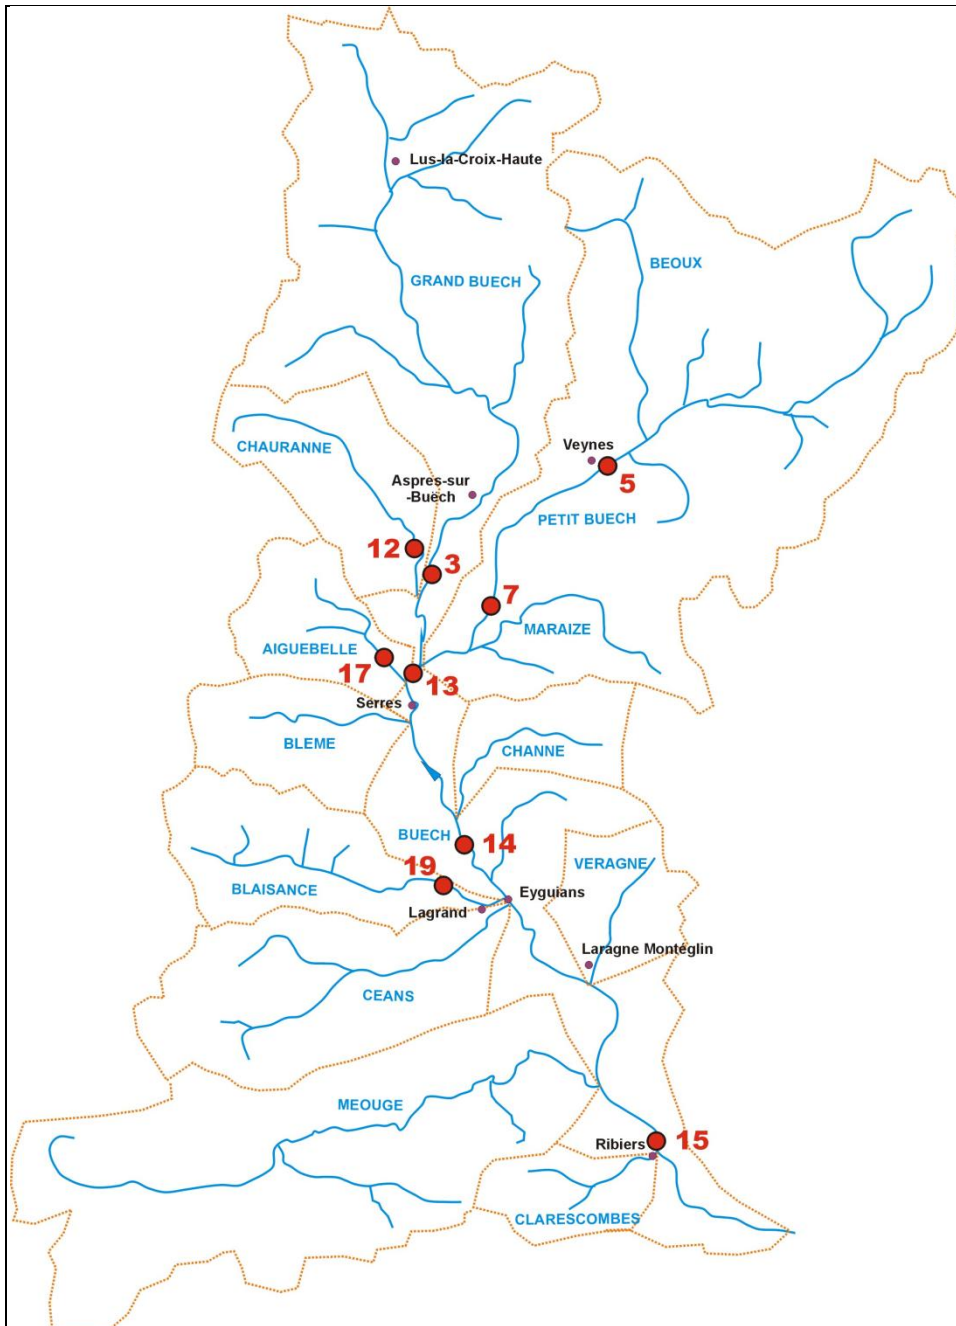 Lus-la-Croix-Haute
BEOUX
GRAND BUECH
CHAURANNE
Veynes
Aspres-sur
-Buech
5
PETIT BUECH
12
3
7
MARAIZE
AIGUEBELLE
17
13
Serres
BLEME
CHANNE
BUECH
14
VERAGNE
19
BLAISANCE
Eyguians
Lagrand
Laragne Monteglin
CEANS
MEOUGE
Ribiers
15
CLARESCOMBES